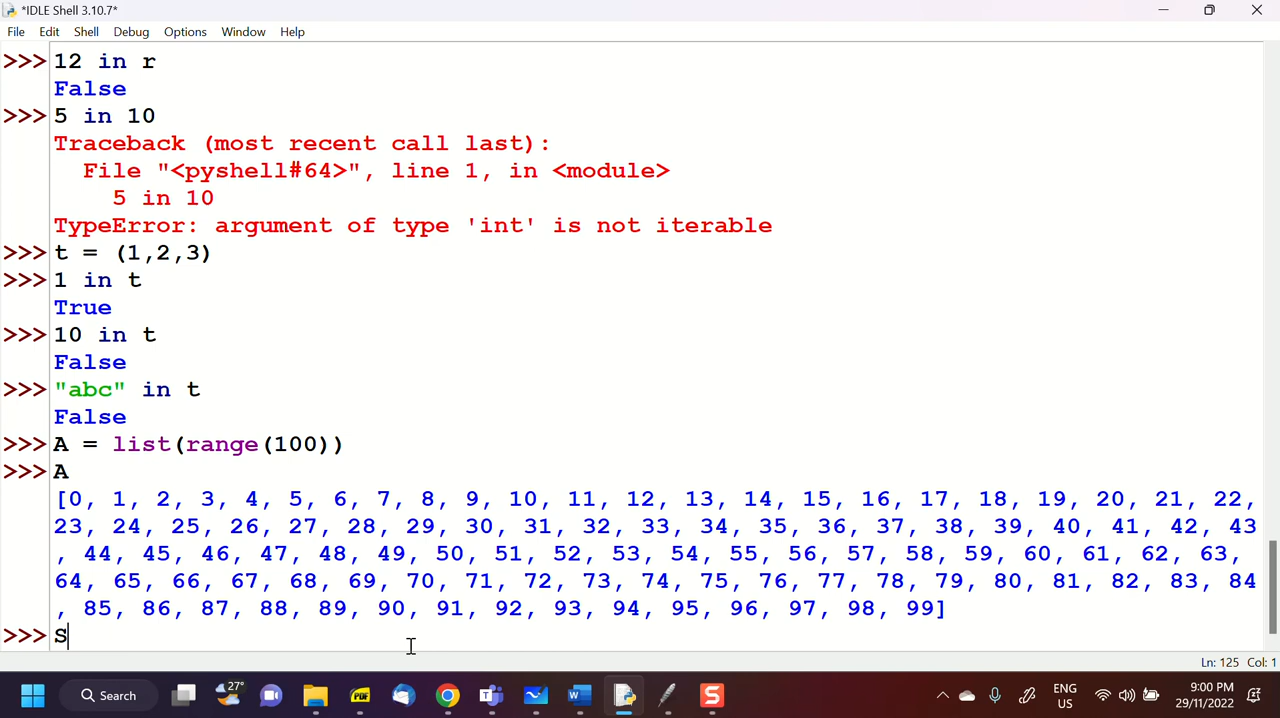 *IDLE Shell 3.10.7*
File Edit Shell Debug Options Window Help
>>> 12 in r
False
>>> 5 in 10
Traceback (most recent call last):
  File "<pyshell#64>", line 1, in <module>
    5 in 10
TypeError: argument of type 'int' is not iterable
>>> t = (1,2,3)
>>> 1 in t
True
>>> 10 in t
False
>>> "abc" in t
False
>>> A = list(range(100))
>>> A
[0, 1, 2, 3, 4, 5, 6, 7, 8, 9, 10, 11, 12, 13, 14, 15, 16, 17, 18, 19, 20, 21, 22,
23, 24, 25, 26, 27, 28, 29, 30, 31, 32, 33, 34, 35, 36, 37, 38, 39, 40, 41, 42, 43
, 44, 45, 46, 47, 48, 49, 50, 51, 52, 53, 54, 55, 56, 57, 58, 59, 60, 61, 62, 63,
64, 65, 66, 67, 68, 69, 70, 71, 72, 73, 74, 75, 76, 77, 78, 79, 80, 81, 82, 83, 84
, 85, 86, 87, 88, 89, 90, 91, 92, 93, 94, 95, 96, 97, 98, 99]
>>> S
Ln: 125 Col: 1
Search 27° PDF W S ENG 9:00 PM
US 29/11/2022